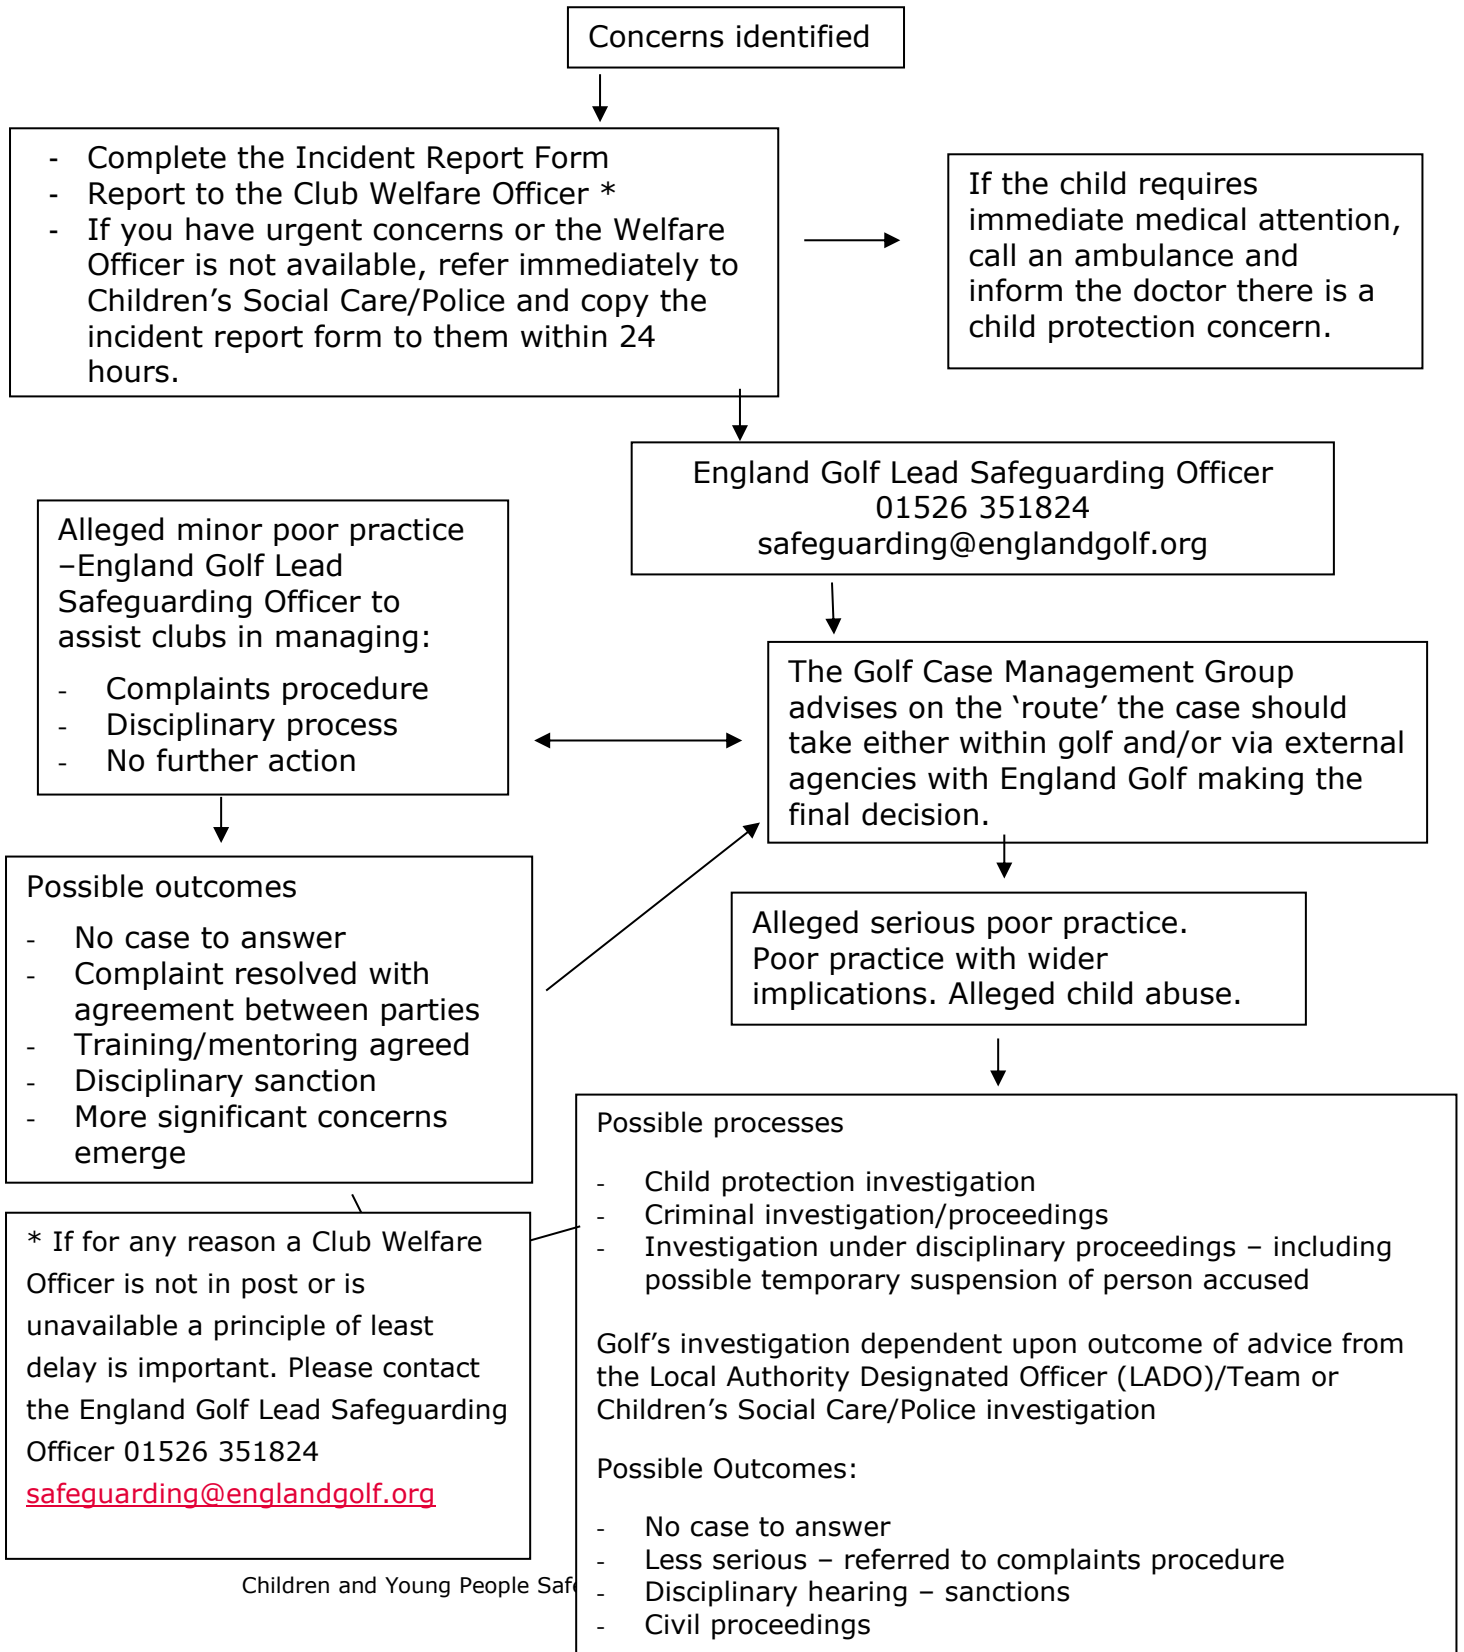 Concerns identified
- Complete the Incident Report Form
- Report to the Club Welfare Officer *
- If you have urgent concerns or the Welfare
Officer is not available, refer immediately to
Children’s Social Care/Police and copy the
incident report form to them within 24
hours.
If the child requires
immediate medical attention,
call an ambulance and
inform the doctor there is a
child protection concern.
England Golf Lead Safeguarding Officer
01526 351824
safeguarding@englandgolf.org
Alleged minor poor practice
–England Golf Lead
Safeguarding Officer to
assist clubs in managing:
- Complaints procedure
- Disciplinary process
- No further action
The Golf Case Management Group
advises on the ‘route’ the case should
take either within golf and/or via external
agencies with England Golf making the
final decision.
Possible outcomes
- No case to answer
- Complaint resolved with
agreement between parties
- Training/mentoring agreed
- Disciplinary sanction
- More significant concerns
emerge
Alleged serious poor practice.
Poor practice with wider
implications. Alleged child abuse.
Possible processes
- Child protection investigation
- Criminal investigation/proceedings
- Investigation under disciplinary proceedings – including
possible temporary suspension of person accused
Golf’s investigation dependent upon outcome of advice from
the Local Authority Designated Officer (LADO)/Team or
Children’s Social Care/Police investigation
Possible Outcomes:
- No case to answer
- Less serious – referred to complaints procedure
- Disciplinary hearing – sanctions
- Civil proceedings
* If for any reason a Club Welfare
Officer is not in post or is
unavailable a principle of least
delay is important. Please contact
the England Golf Lead Safeguarding
Officer 01526 351824
safeguarding@englandgolf.org
Children and Young People